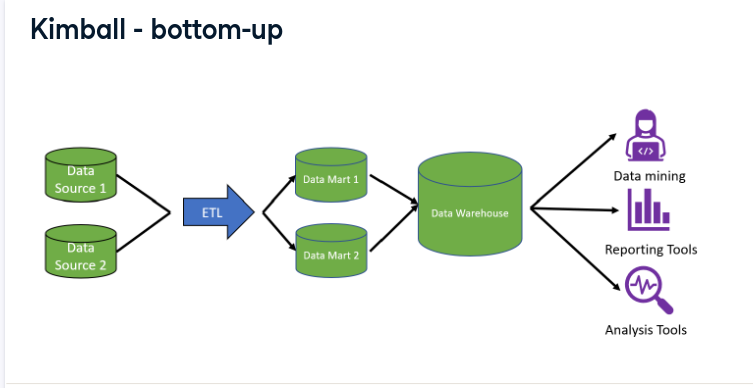 Kimball - bottom-up
Data
Source 1
Data
Source 2
ETL
Data Mart 1
Data Mart 2
Data Warehouse
</>
Data mining
Reporting Tools
Analysis Tools